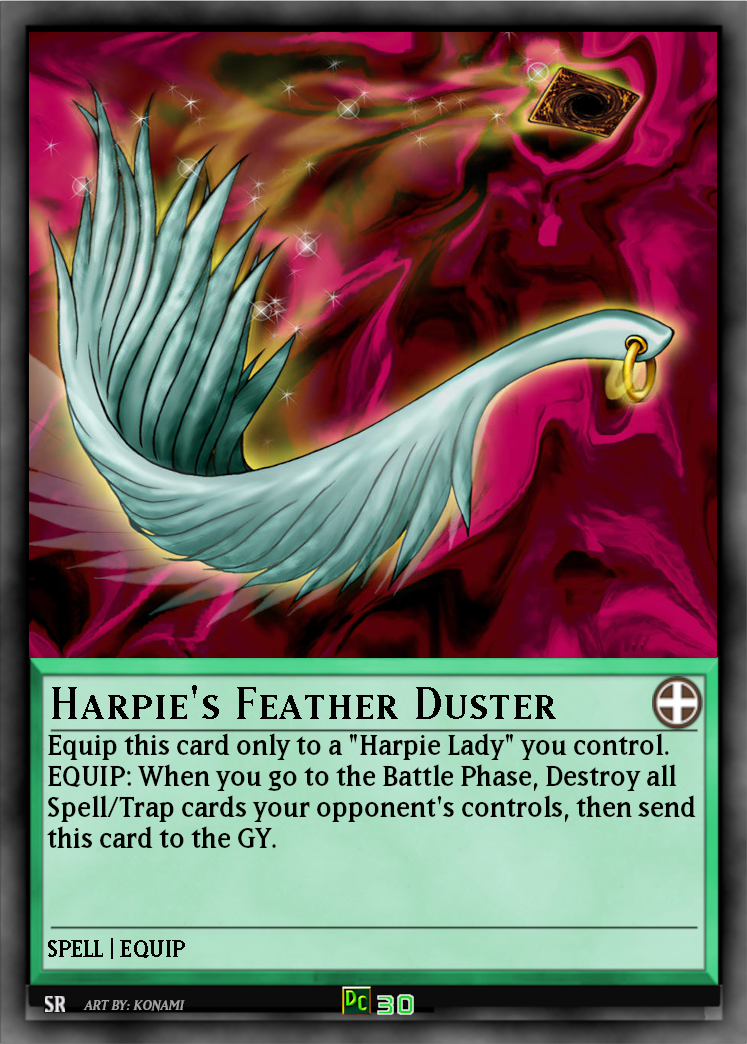 Harpie's Feather Duster
Equip this card only to a "Harpie Lady" you control.
EQUIP: When you go to the Battle Phase, Destroy all
Spell/Trap cards your opponent's controls, then send
this card to the GY.
SPELL | EQUIP
SR ART BY: KONAMI DC 30